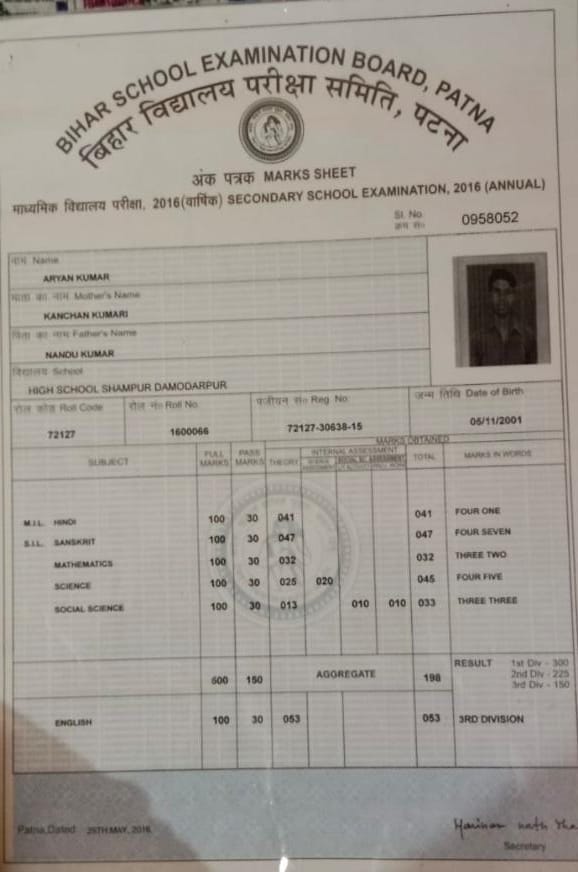 BIHAR SCHOOL EXAMINATION BOARD, PATNA
बिहार विद्यालय परीक्षा समिति, पटना
अंक पत्रक MARKS SHEET
माध्यमिक विद्यालय परीक्षा, 2016(वार्षिक) SECONDARY SCHOOL EXAMINATION, 2016 (ANNUAL)
Sl. No. 0958052
क्रम सं०
नाम Name
ARYAN KUMAR
माता का नाम Mother's Name
KANCHAN KUMARI
पिता का नाम Father's Name
NANDU KUMAR
विद्यालय School
HIGH SCHOOL SHAMPUR DAMODARPUR
रोल कोड Roll Code रोल नं० Roll No. पंजीयन सं० Reg. No. जन्म तिथि Date of Birth
72127 1600066 72127-30638-15 05/11/2001
MARKS OBTAINED
SUBJECT FULL MARKS PASS MARKS THEORY INTERNAL ASSESSMENT TOTAL MARKS IN WORDS
M.I.L. HINDI 100 30 041 041 FOUR ONE
S.I.L. SANSKRIT 100 30 047 047 FOUR SEVEN
MATHEMATICS 100 30 032 032 THREE TWO
SCIENCE 100 30 025 020 045 FOUR FIVE
SOCIAL SCIENCE 100 30 013 010 010 033 THREE THREE
500 150 AGGREGATE 198 RESULT 1st Div - 300
2nd Div - 225
3rd Div - 150
ENGLISH 100 30 053 053 3RD DIVISION
Patna,Dated 29TH MAY, 2016
Secretary